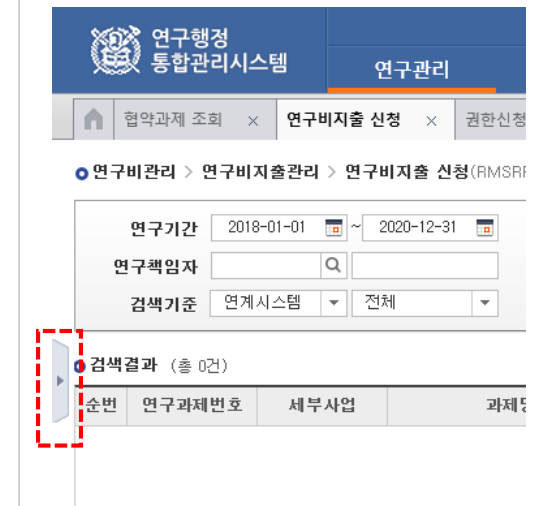 연구행정
통합관리시스템
연구관리
협약과제 조회 × 연구비지출 신청 × 권한신청
연구비관리 > 연구비지출관리 > 연구비지출 신청(RMSRF
연구기간 2018-01-01 ~ 2020-12-31
연구책임자
검색기준 연계시스템 전체
검색결과 (총 0건)
순번 연구과제번호 세부사업 과제명